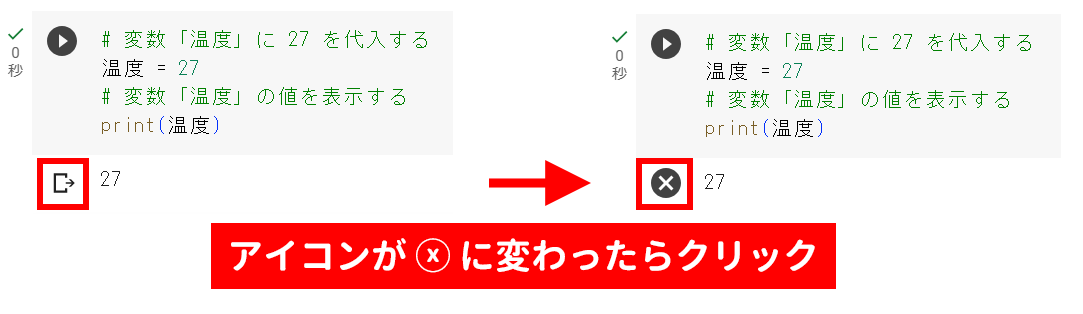 0
秒
# 変数「温度」に 27 を代入する
温度 = 27
# 変数「温度」の値を表示する
print(温度)
27
0
秒
# 変数「温度」に 27 を代入する
温度 = 27
# 変数「温度」の値を表示する
print(温度)
27
アイコンが ⓧ に変わったらクリック